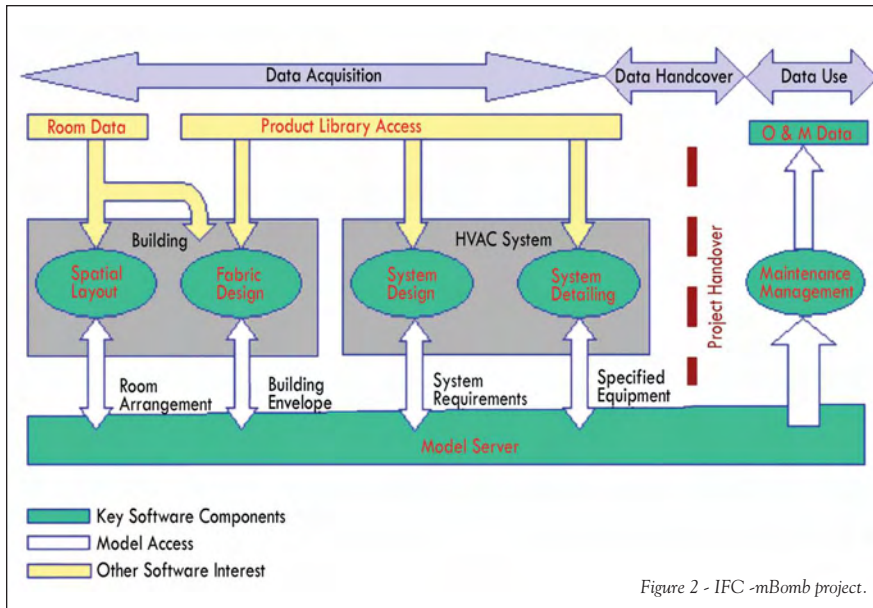 Data Acquisition
Data Handcover
Data Use
Room Data
Product Library Access
O & M Data
Building
HVAC System
Spatial
Layout
Fabric
Design
System
Design
System
Detailing
Maintenance
Management
Project Handover
Room
Arrangement
Building
Envelope
System
Requirements
Specified
Equipment
Model Server
Key Software Components
Model Access
Other Software Interest
Figure 2 - IFC -mBomb project.